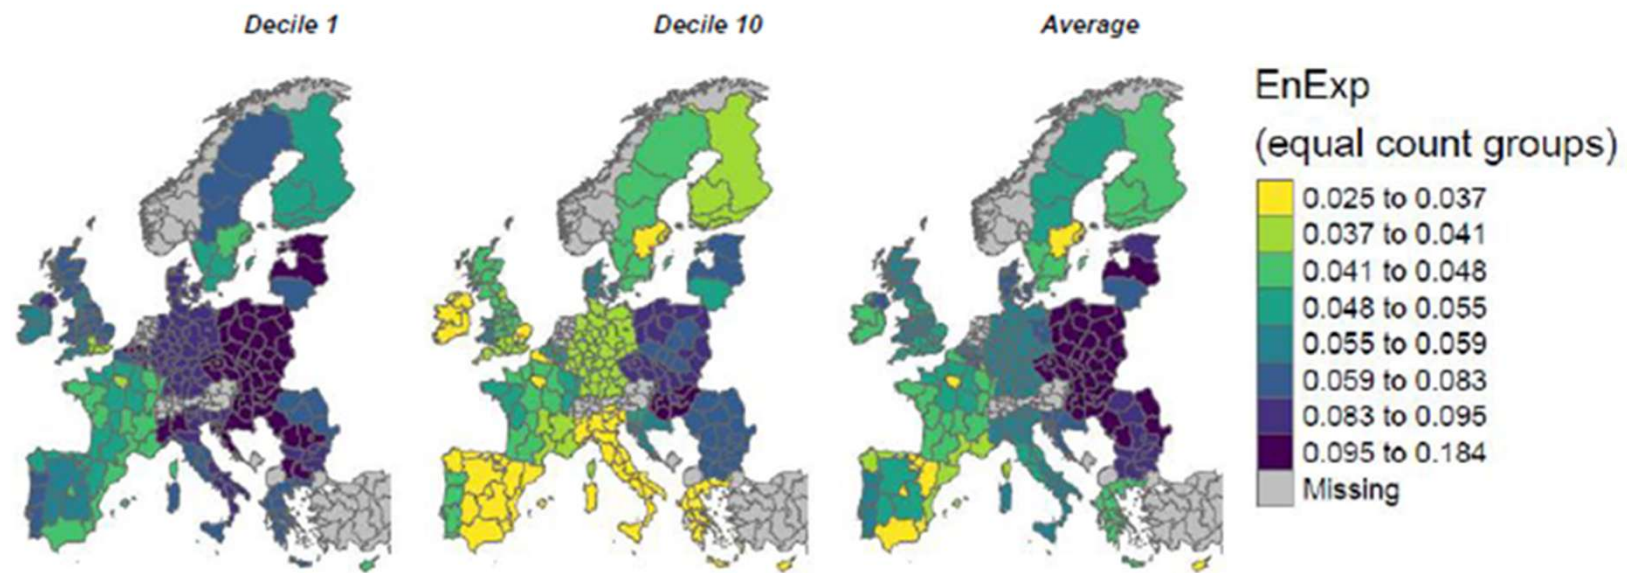 Decile 1
Decile 10
Average
EnExp
(equal count groups)
0.025 to 0.037
0.037 to 0.041
0.041 to 0.048
0.048 to 0.055
0.055 to 0.059
0.059 to 0.083
0.083 to 0.095
0.095 to 0.184
Missing